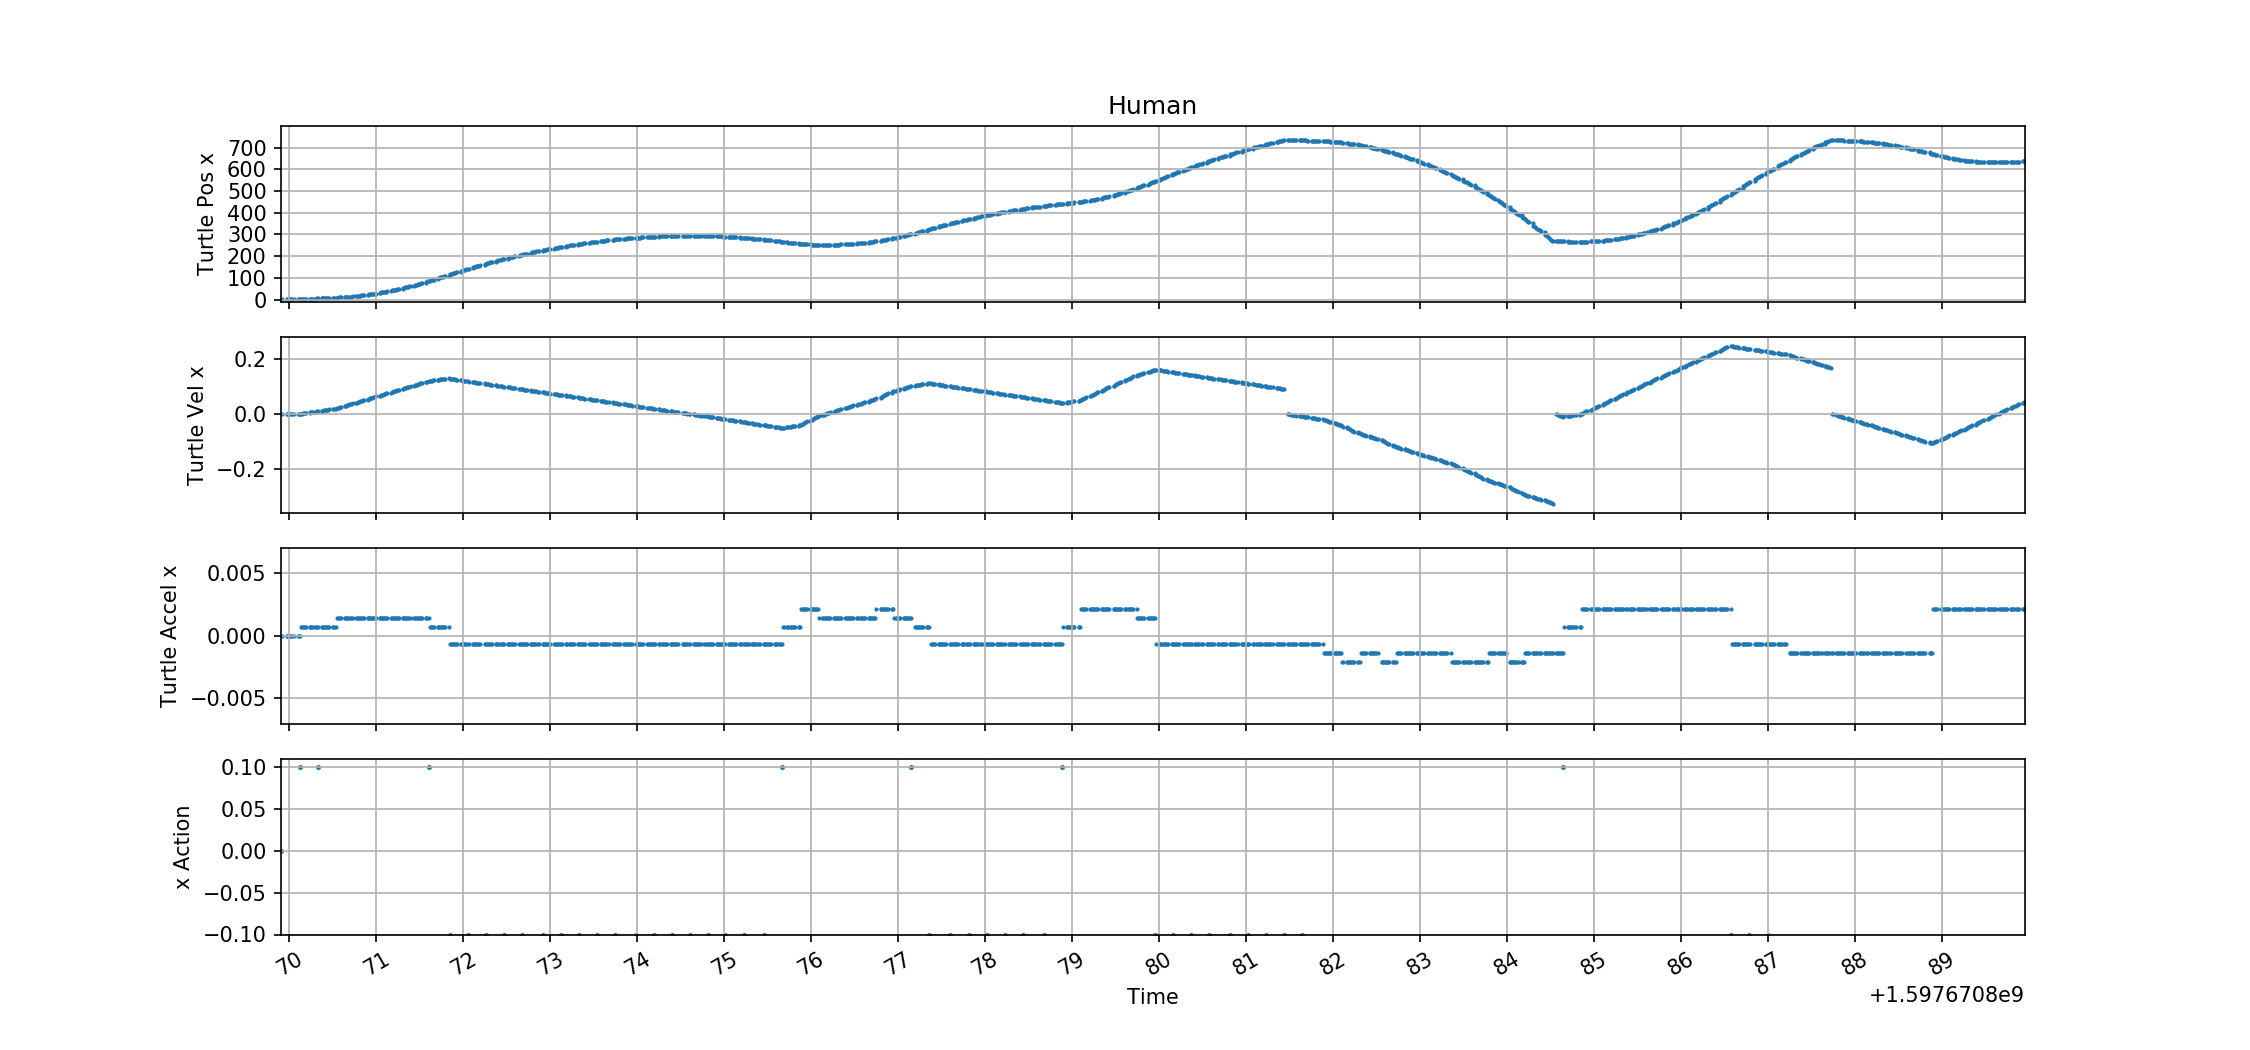 Human
Turtle Pos x
700
600
500
400
300
200
100
0
Turtle Vel x
0.2
0.0
−0.2
Turtle Accel x
0.005
0.000
−0.005
x Action
0.10
0.05
0.00
−0.05
−0.10
70 71 72 73 74 75 76 77 78 79 80 81 82 83 84 85 86 87 88 89
Time
+1.5976708e9